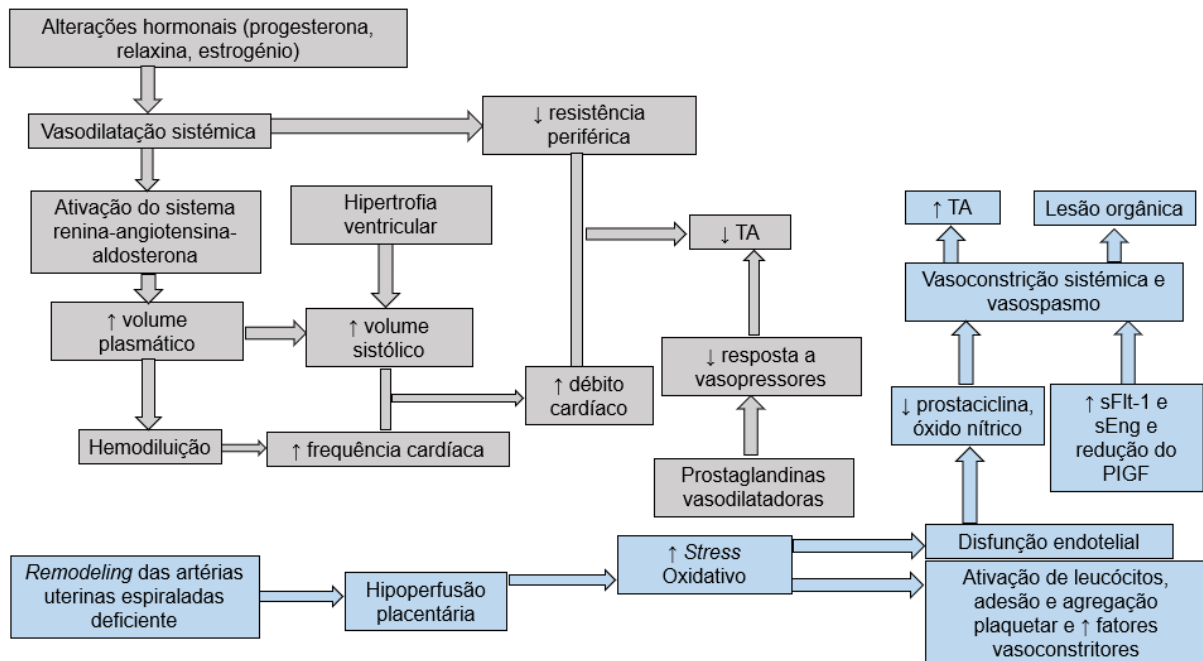 Alterações hormonais (progesterona,
relaxina, estrogénio)
Vasodilatação sistémica
↓ resistência
periférica
Ativação do sistema
renina-angiotensina-
aldosterona
Hipertrofia
ventricular
↓ TA
↑ TA
Lesão orgânica
Vasoconstrição sistémica e
vasospasmo
↑ volume
plasmático
↑ volume
sistólico
↑ débito
cardíaco
↓ resposta a
vasopressores
↓ prostaciclina,
óxido nítrico
↑ sFlt-1 e
sEng e
redução do
PIGF
Hemodiluição
↑ frequência cardíaca
Prostaglandinas
vasodilatadoras
Remodeling das artérias
uterinas espiraladas
deficiente
Hipoperfusão
placentária
↑ Stress
Oxidativo
Disfunção endotelial
Ativação de leucócitos,
adesão e agregação
plaquetar e ↑ fatores
vasoconstritores